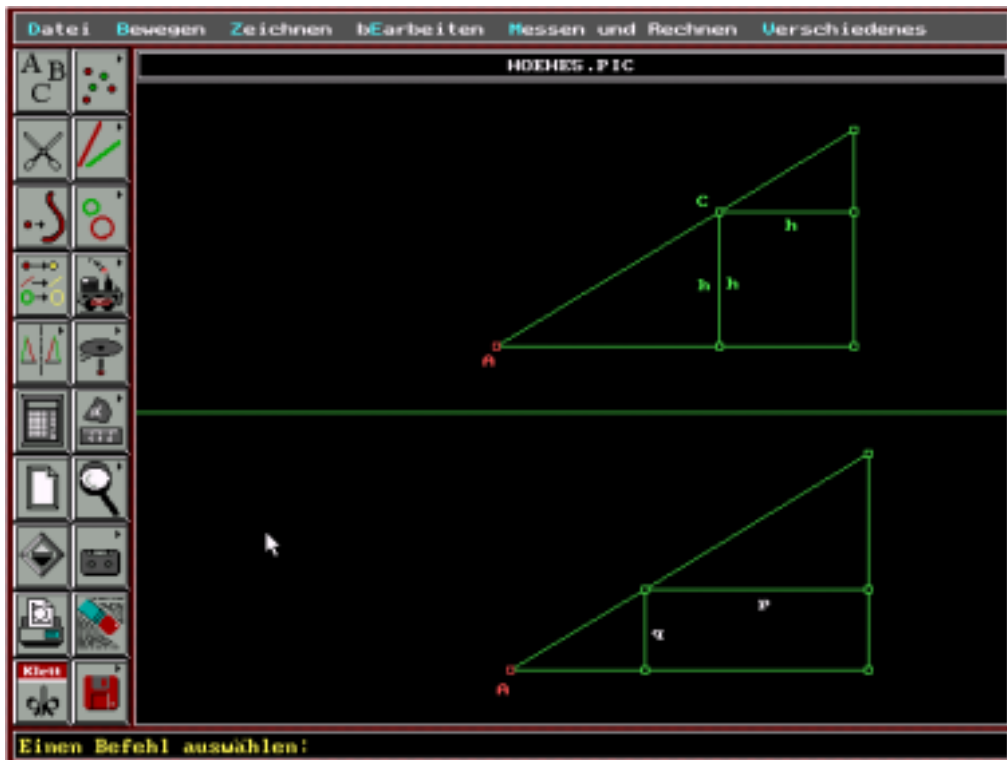 Datei Bewegen Zeichnen bEarbeiten Messen und Rechnen Verschiedenes
HOEHES.PIC
A B
C
C
h
h h
A
p
q
A
Klett
Einen Befehl auswählen: